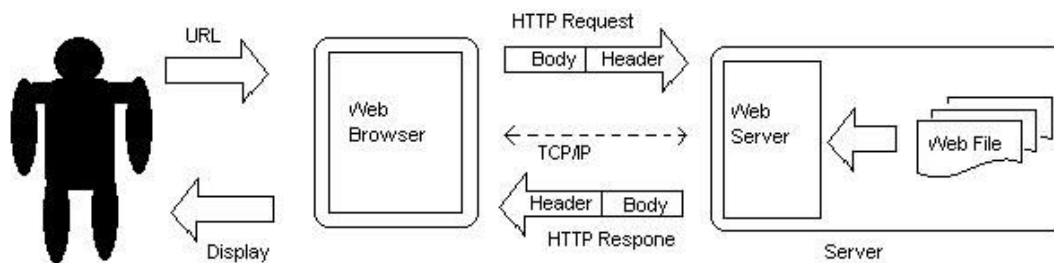 URL
Web
Browser
HTTP Request
Body Header
TCP/IP
Header Body
HTTP Respone
Display
Web
Server
Web File
Server